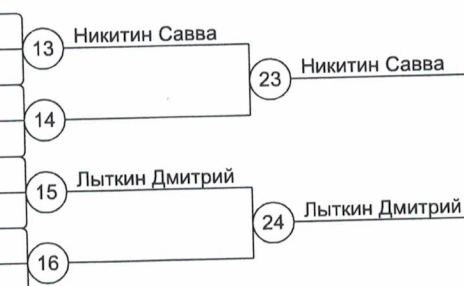 13 Никитин Савва
23 Никитин Савва
14
15 Лыткин Дмитрий
24 Лыткин Дмитрий
16